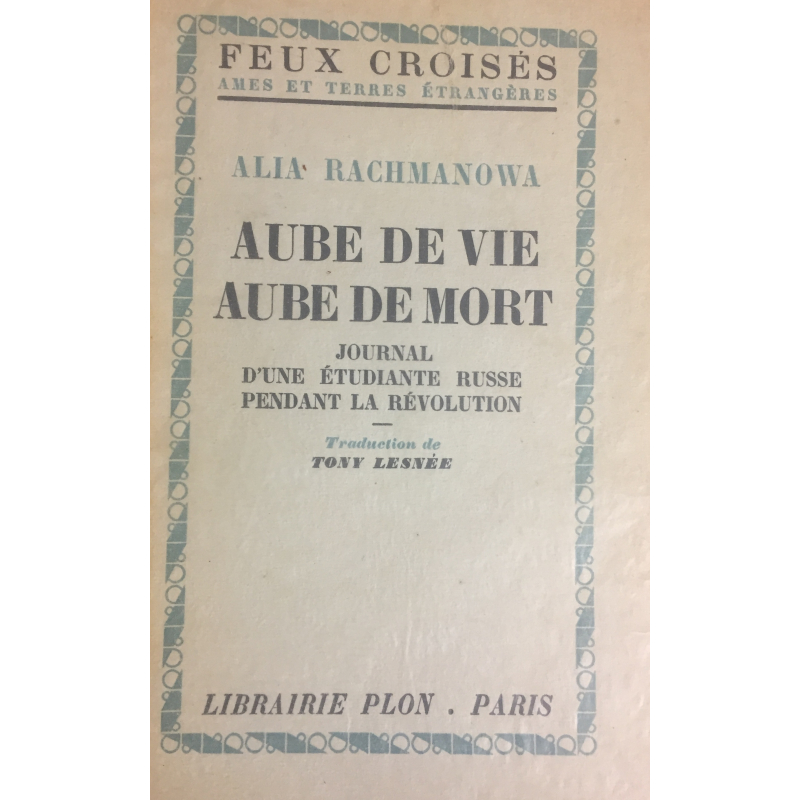 FEUX CROISÉS
AMES ET TERRES ÉTRANGÈRES
ALIA RACHMANOWA
AUBE DE VIE
AUBE DE MORT
JOURNAL
D'UNE ÉTUDIANTE RUSSE
PENDANT LA RÉVOLUTION
Traduction de
TONY LESNÉE
LIBRAIRIE PLON . PARIS